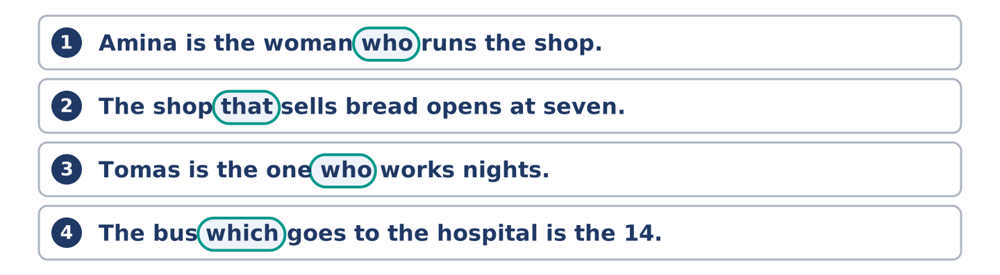 1 Amina is the woman who runs the shop.
2 The shop that sells bread opens at seven.
3 Tomas is the one who works nights.
4 The bus which goes to the hospital is the 14.